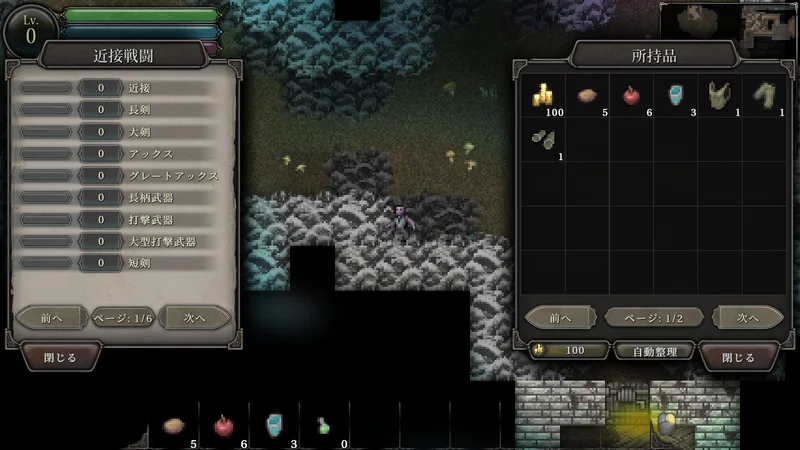 Lv.
0
近接戦闘
0 近接
0 長剣
0 大剣
0 アックス
0 グレートアックス
0 長柄武器
0 打撃武器
0 大型打撃武器
0 短剣
前へ
ページ: 1/6
次へ
閉じる
所持品
100
5
6
3
1
1
1
前へ
ページ: 1/2
次へ
100
自動整理
閉じる
5
6
3
0